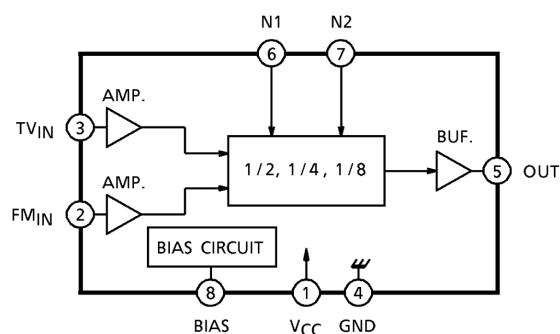 N1 N2
6 7
AMP.
TVIN 3
BUF.
1/2, 1/4, 1/8
5 OUT
AMP.
FMIN 2
BIAS CIRCUIT
8 1 4
BIAS VCC GND